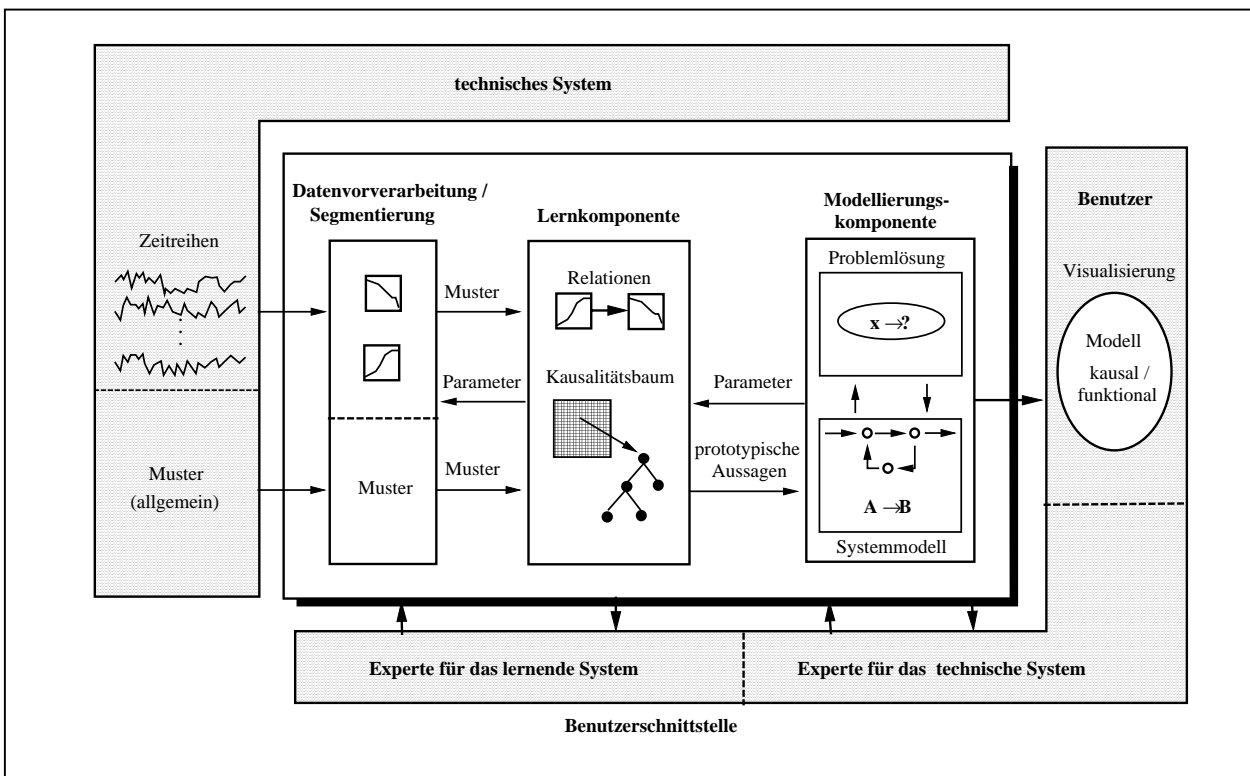 technisches System
Datenvorverarbeitung /
Segmentierung
Lernkomponente
Modellierungs-
komponente
Benutzer
Zeitreihen
Muster
(allgemein)
Muster
Parameter
Muster
Muster
Relationen
Kausalitätsbaum
Parameter
prototypische
Aussagen
Problemlösung
x →?
A →B
Systemmodell
Visualisierung
Modell
kausal /
funktional
Experte für das lernende System
Experte für das technische System
Benutzerschnittstelle